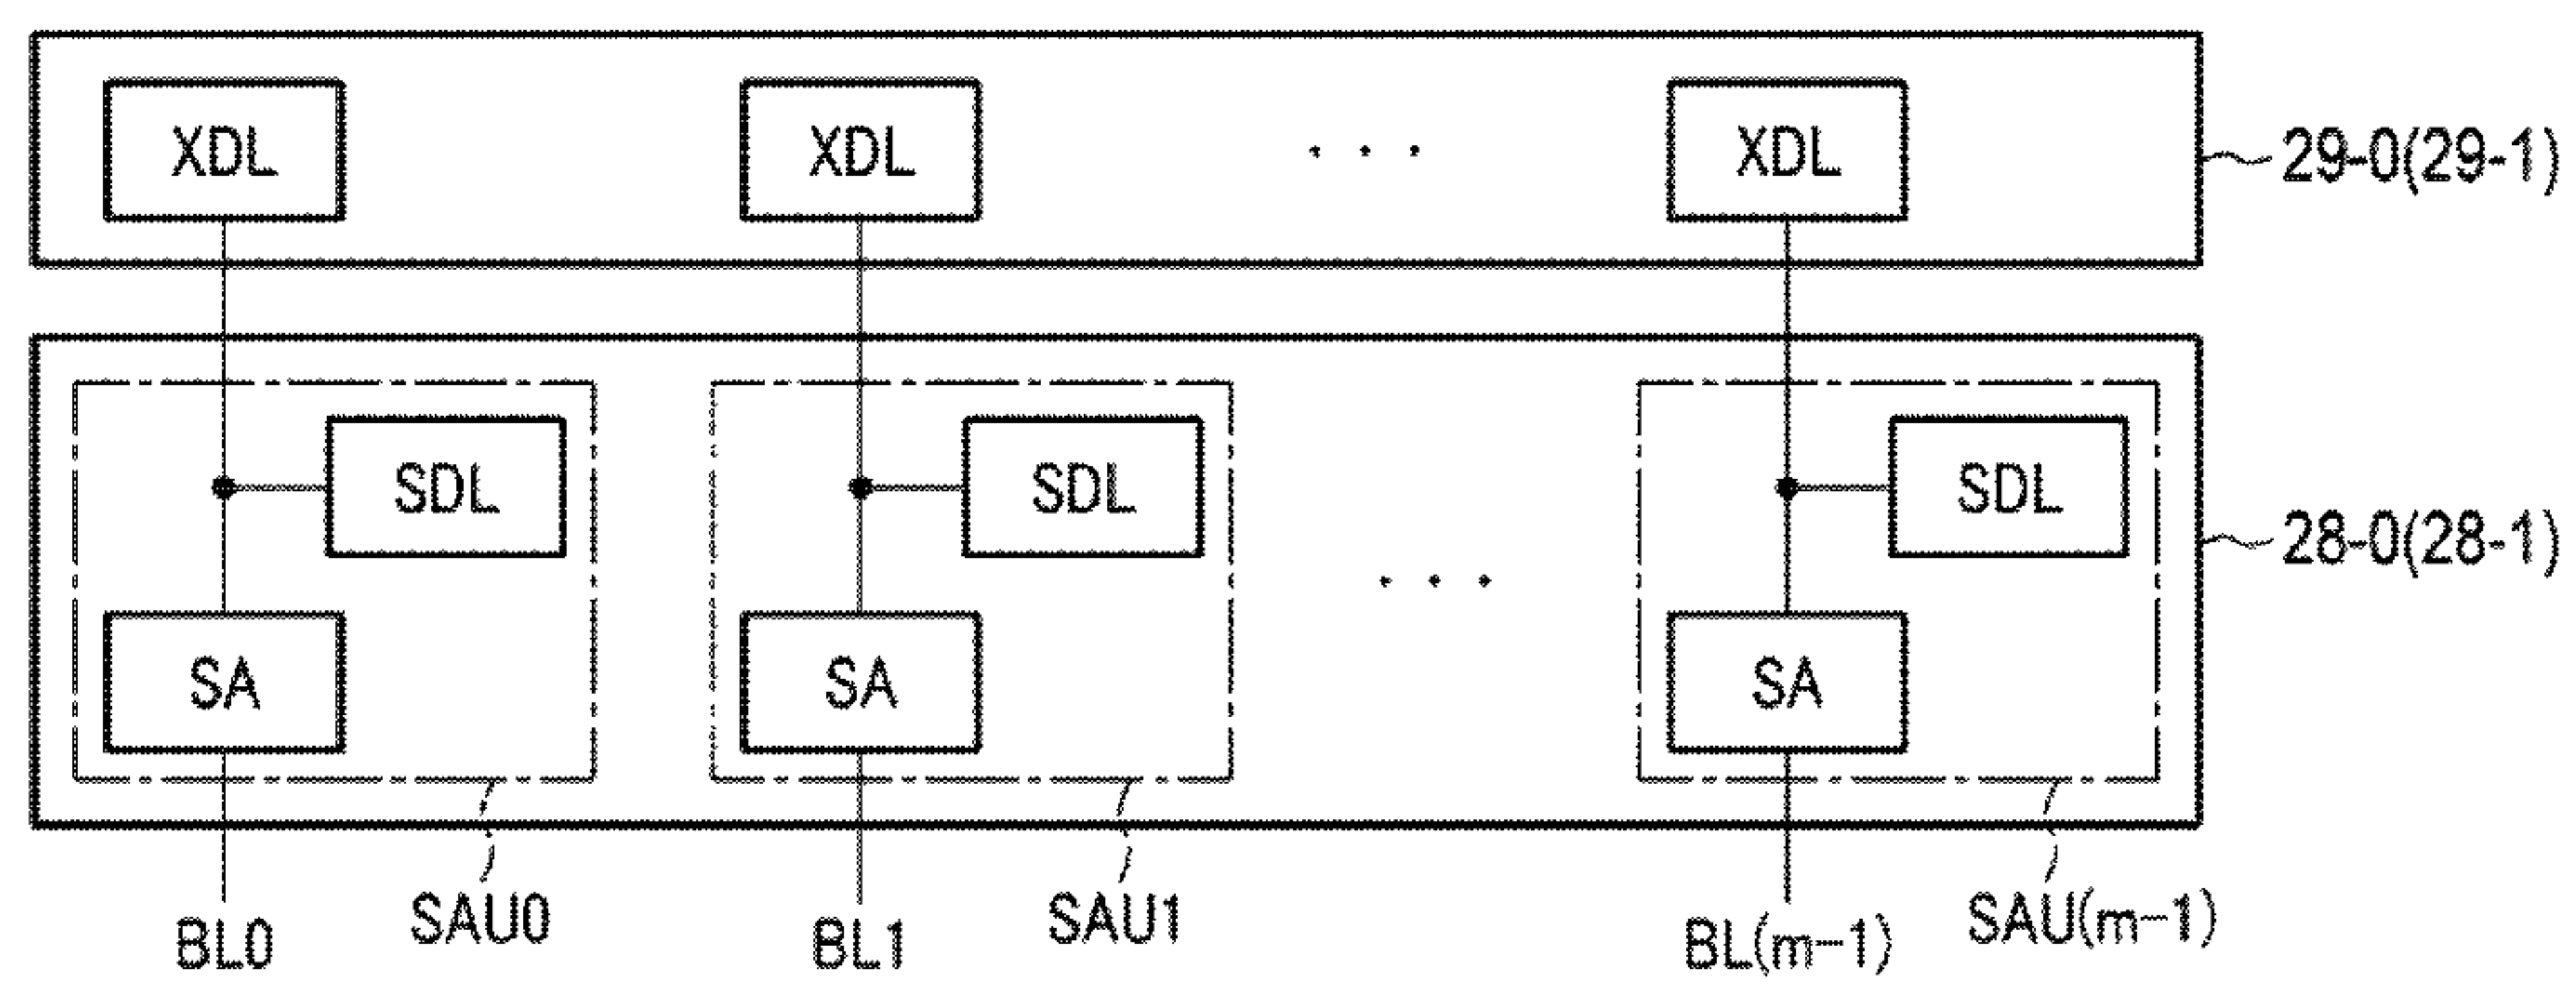 XDL XDL . . . XDL 29-0(29-1)
SDL SDL SDL
28-0(28-1)
. . .
SA SA SA
SAU0 SAU1 SAU(m-1)
BL0 BL1 BL(m-1)